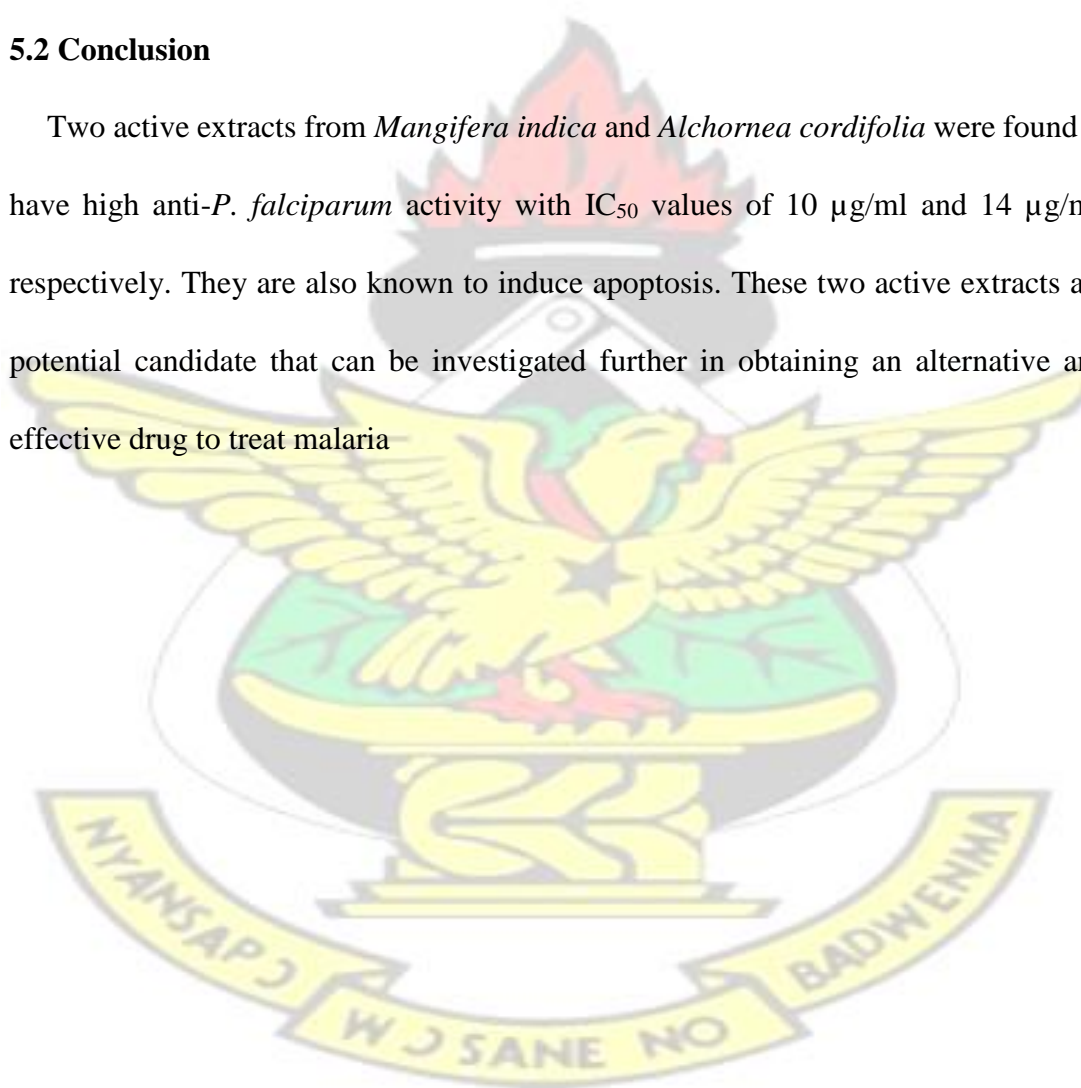 5.2 Conclusion
Two active extracts from Mangifera indica and Alchornea cordifolia were found
have high anti-P. falciparum activity with IC50 values of 10 µg/ml and 14 µg/m
respectively. They are also known to induce apoptosis. These two active extracts a
potential candidate that can be investigated further in obtaining an alternative an
effective drug to treat malaria
NYANSAPƆ
WƆSANE NO
BADWENMA